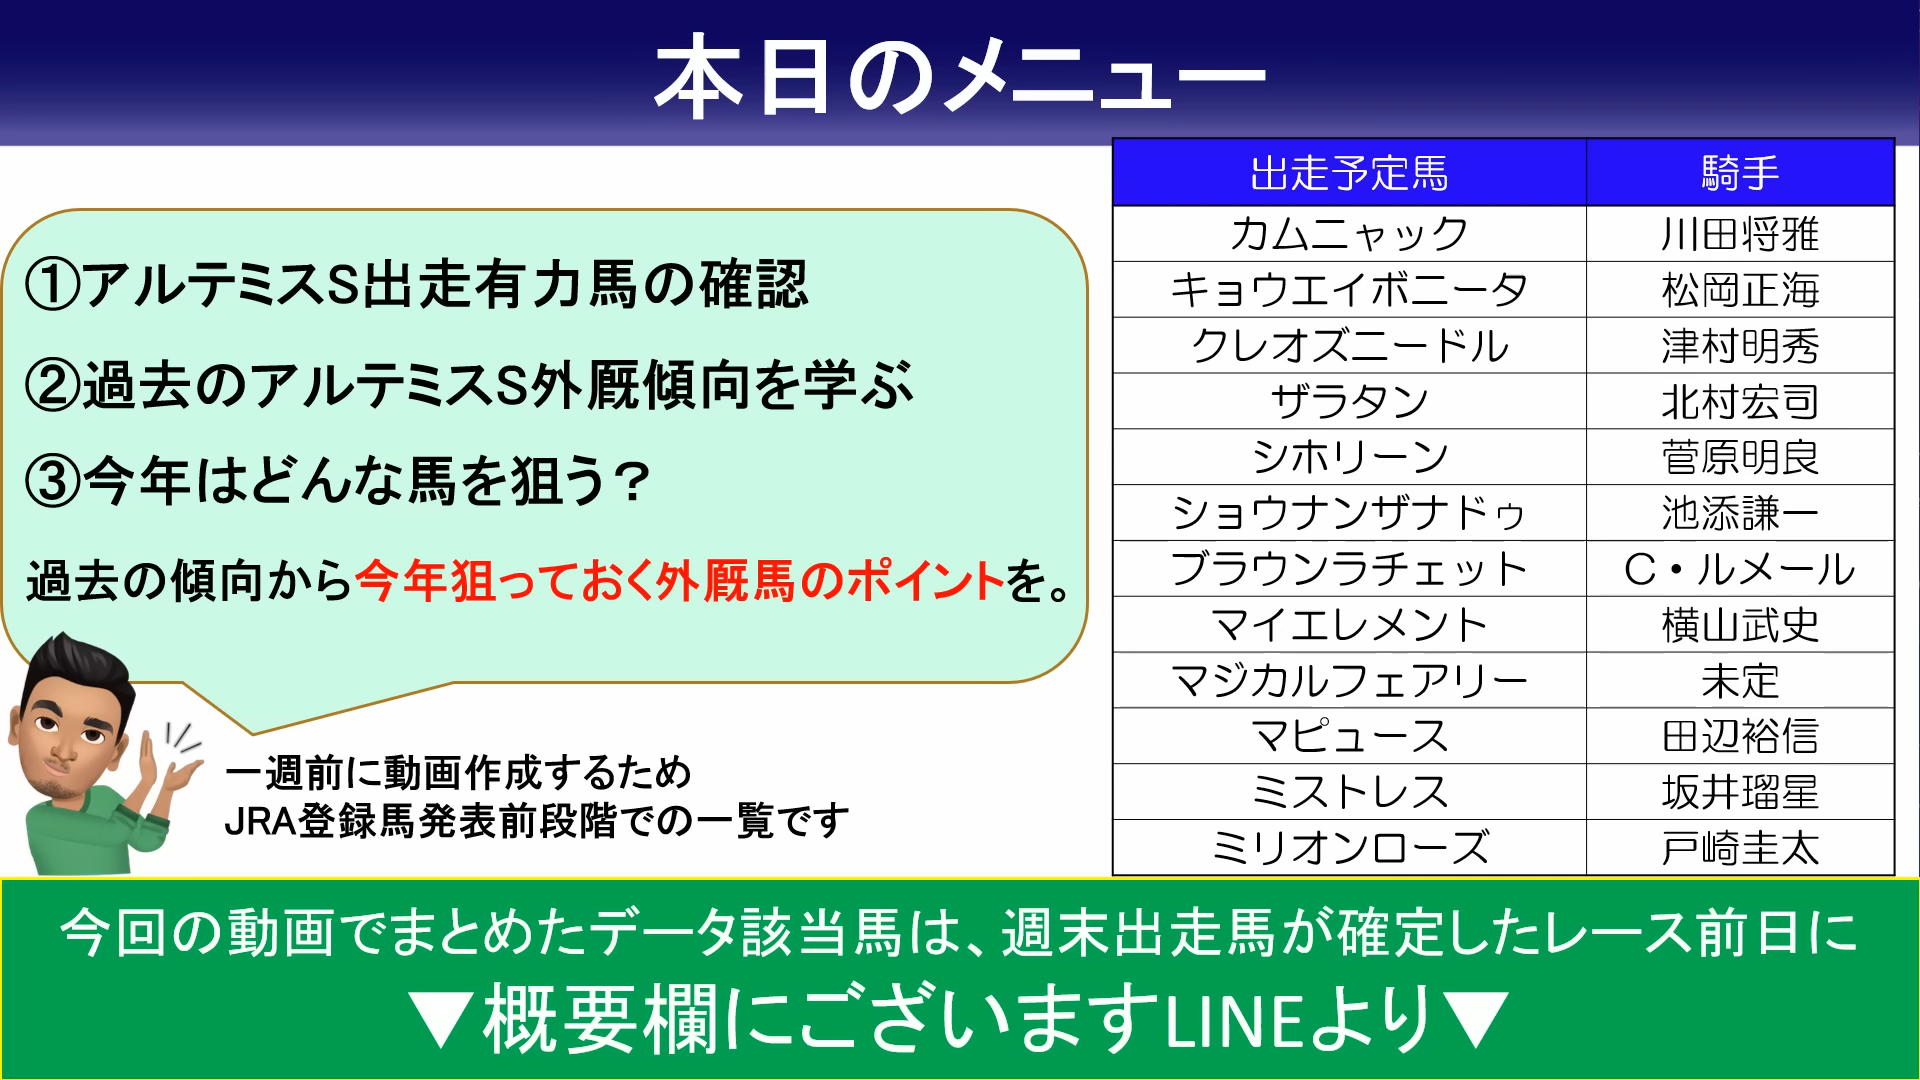 本日のメニュー
①アルテミスS出走有力馬の確認
②過去のアルテミスS外厩傾向を学ぶ
③今年はどんな馬を狙う？
過去の傾向から今年狙っておく外厩馬のポイントを。
一週前に動画作成するため
JRA登録馬発表前段階での一覧です
出走予定馬 騎手
カムニャック 川田将雅
キョウエイボニータ 松岡正海
クレオズニードル 津村明秀
ザラタン 北村宏司
シホリーン 菅原明良
ショウナンザナドゥ 池添謙一
ブラウンラチェット C・ルメール
マイエレメント 横山武史
マジカルフェアリー 未定
マピュース 田辺裕信
ミストレス 坂井瑠星
ミリオンローズ 戸崎圭太
今回の動画でまとめたデータ該当馬は、週末出走馬が確定したレース前日に
▼概要欄にございますLINEより▼